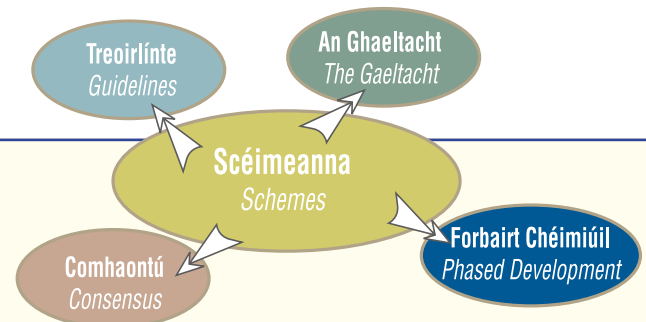 Treoirlínte
Guidelines
An Ghaeltacht
The Gaeltacht
Scéimeanna
Schemes
Comhaontú
Consensus
Forbairt Chéimiúil
Phased Development